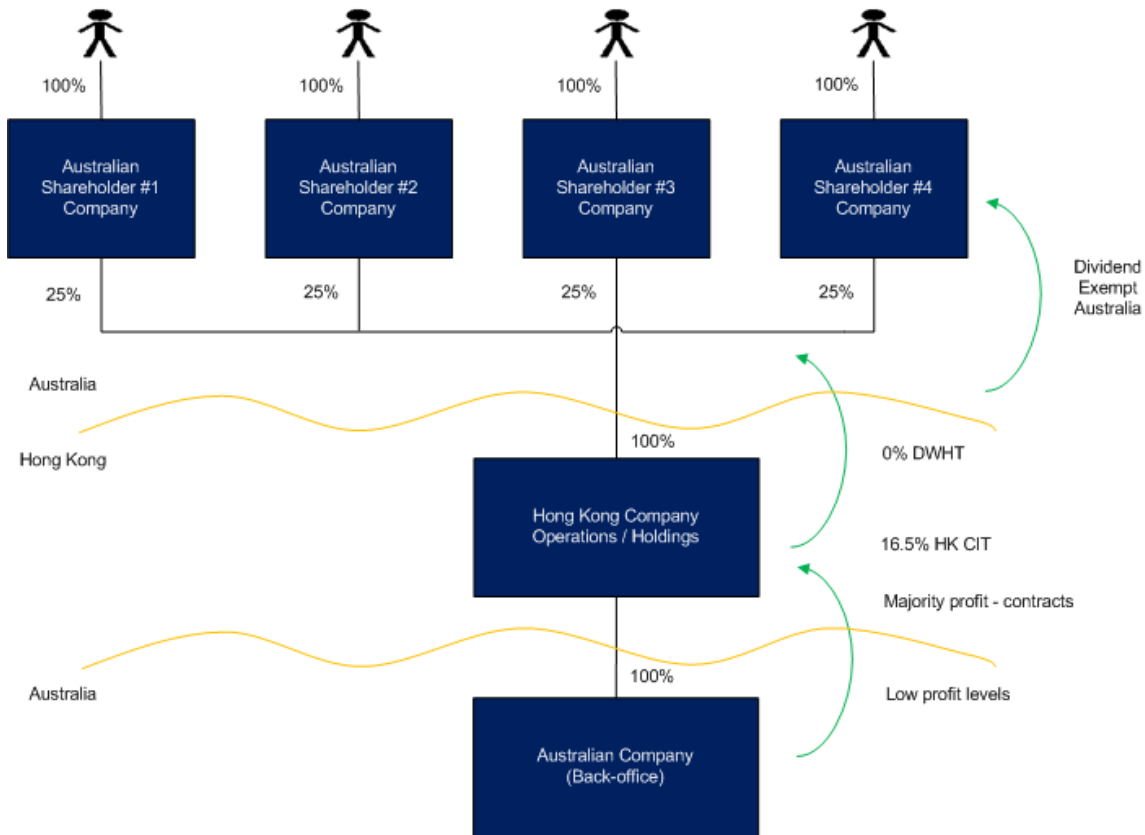 100%
100%
100%
100%
Australian
Shareholder #1
Company
Australian
Shareholder #2
Company
Australian
Shareholder #3
Company
Australian
Shareholder #4
Company
25%
25%
25%
25%
Dividend
Exempt
Australia
Australia
Hong Kong
100%
0% DWHT
Hong Kong Company
Operations / Holdings
16.5% HK CIT
Majority profit - contracts
Australia
100%
Low profit levels
Australian Company
(Back-office)